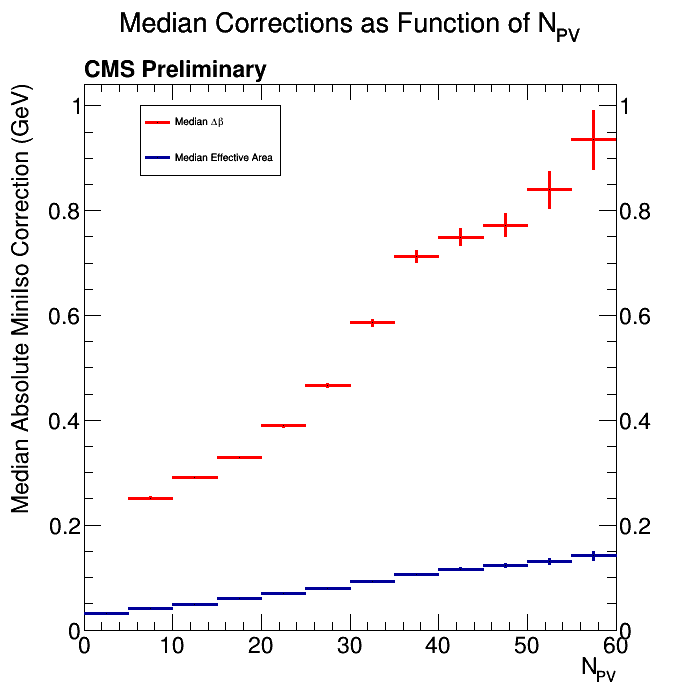 Median Corrections as Function of N_PV
CMS Preliminary
Median Absolute MiniIso Correction (GeV)
Median Δβ
Median Effective Area
1 1
0.8 0.8
0.6 0.6
0.4 0.4
0.2 0.2
0 0
0 10 20 30 40 50 60
N_PV